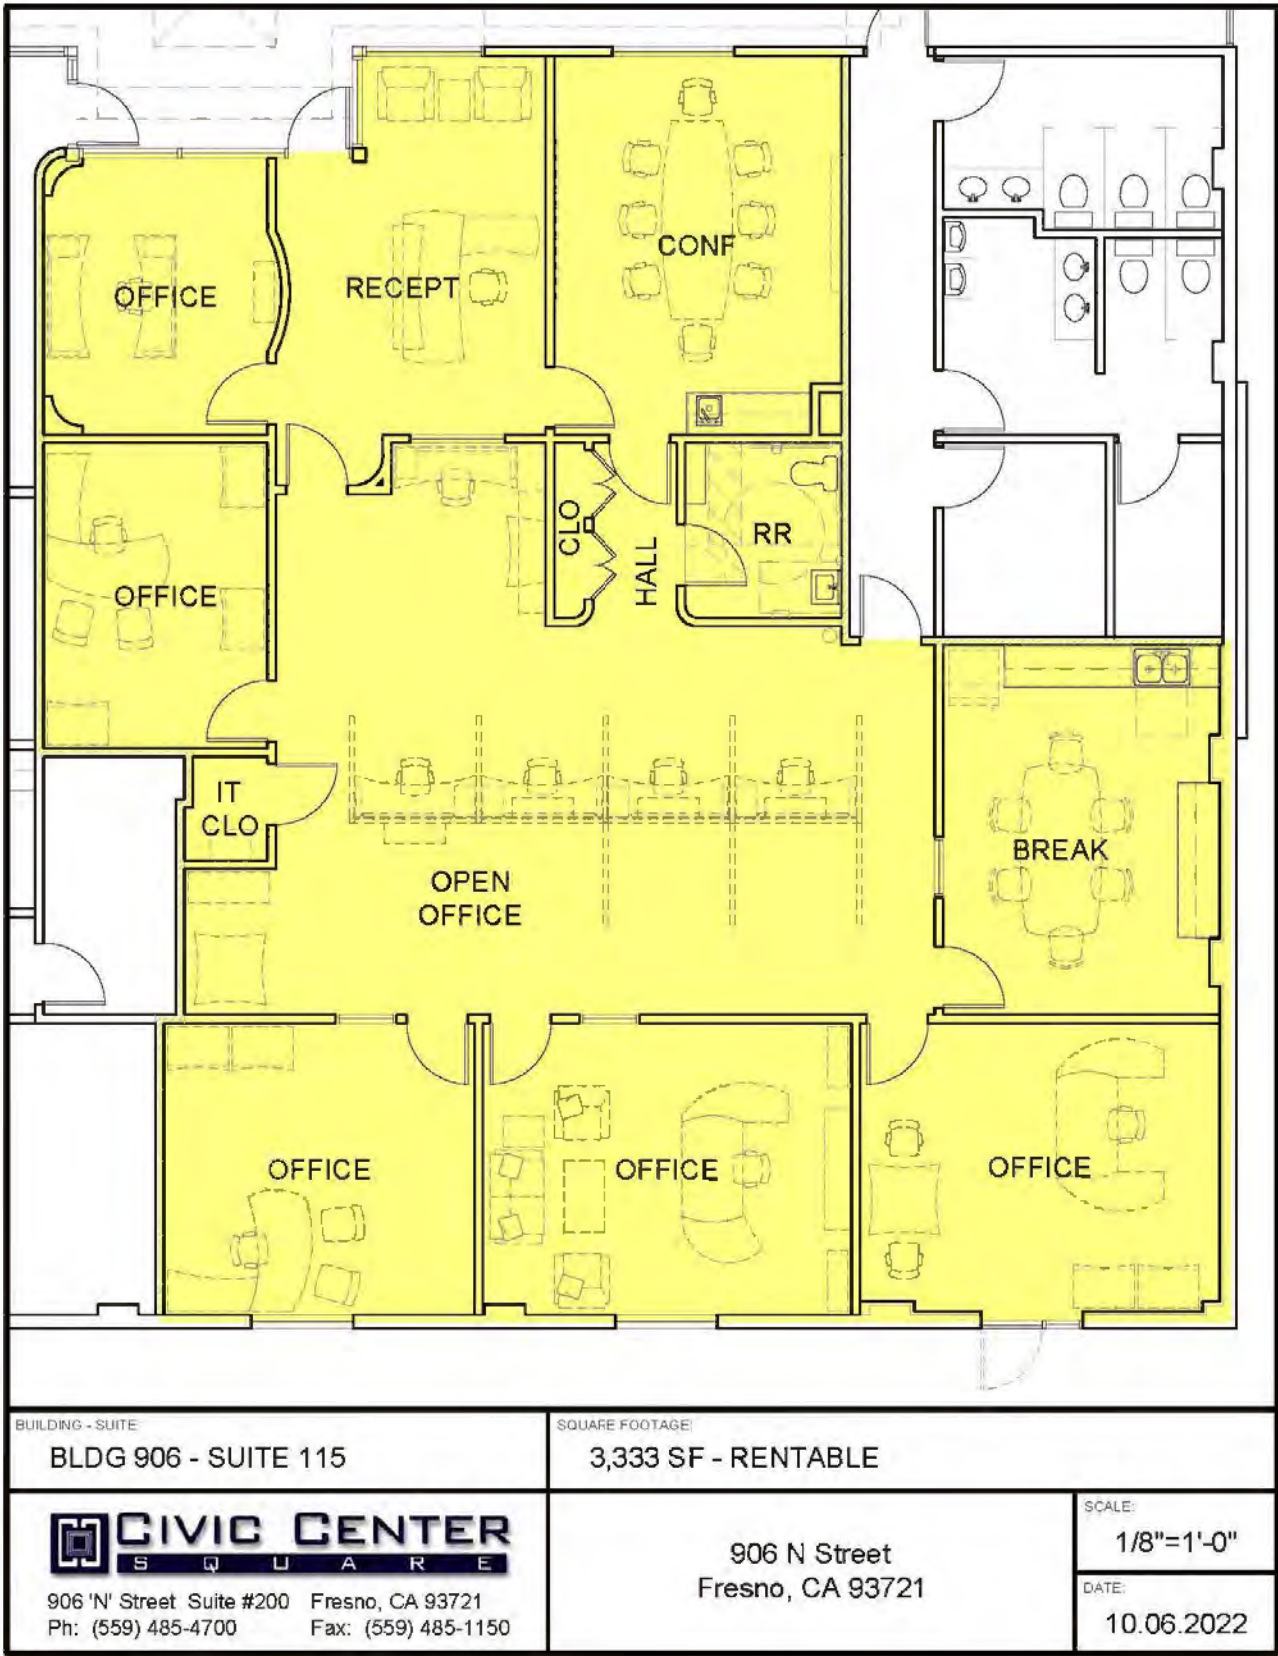 CONF
RECEPT
OFFICE
CLO
HALL
RR
OFFICE
IT
CLO
BREAK
OPEN
OFFICE
OFFICE
OFFICE
OFFICE
BUILDING - SUITE
BLDG 906 - SUITE 115
SQUARE FOOTAGE:
3,333 SF - RENTABLE
CIVIC CENTER
SQUARE
906 'N' Street Suite #200 Fresno, CA 93721
Ph: (559) 485-4700 Fax: (559) 485-1150
906 N Street
Fresno, CA 93721
SCALE:
1/8"=1'-0"
DATE:
10.06.2022